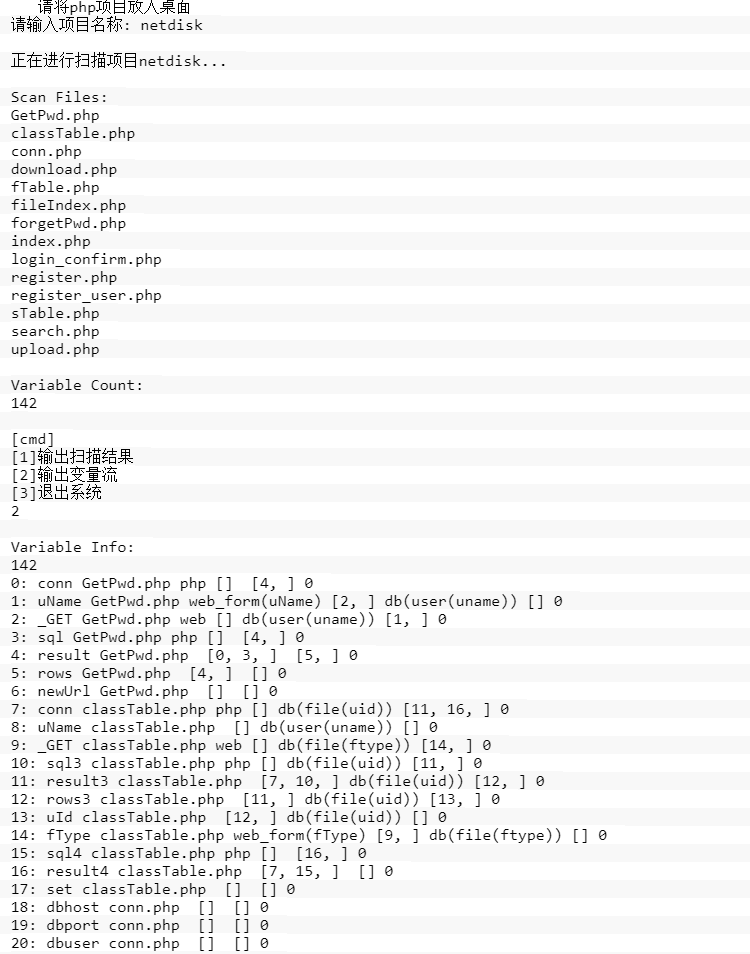 请将php项目放入桌面
请输入项目名称: netdisk
正在进行扫描项目netdisk...
Scan Files:
GetPwd.php
classTable.php
conn.php
download.php
fTable.php
fileIndex.php
forgetPwd.php
index.php
login_confirm.php
register.php
register_user.php
sTable.php
search.php
upload.php
Variable Count:
142
[cmd]
[1]输出扫描结果
[2]输出变量流
[3]退出系统
2
Variable Info:
142
0: conn GetPwd.php php []  [4, ] 0
1: uName GetPwd.php web_form(uName) [2, ] db(user(uname)) [] 0
2: _GET GetPwd.php web [] db(user(uname)) [1, ] 0
3: sql GetPwd.php php []  [4, ] 0
4: result GetPwd.php  [0, 3, ]  [5, ] 0
5: rows GetPwd.php  [4, ]  [] 0
6: newUrl GetPwd.php  []  [] 0
7: conn classTable.php php [] db(file(uid)) [11, 16, ] 0
8: uName classTable.php  [] db(user(uname)) [] 0
9: _GET classTable.php web [] db(file(ftype)) [14, ] 0
10: sql3 classTable.php php [] db(file(uid)) [11, ] 0
11: result3 classTable.php  [7, 10, ] db(file(uid)) [12, ] 0
12: rows3 classTable.php  [11, ] db(file(uid)) [13, ] 0
13: uId classTable.php  [12, ] db(file(uid)) [] 0
14: fType classTable.php web_form(fType) [9, ] db(file(ftype)) [] 0
15: sql4 classTable.php php []  [16, ] 0
16: result4 classTable.php  [7, 15, ]  [] 0
17: set classTable.php  []  [] 0
18: dbhost conn.php  []  [] 0
19: dbport conn.php  []  [] 0
20: dbuser conn.php  []  [] 0